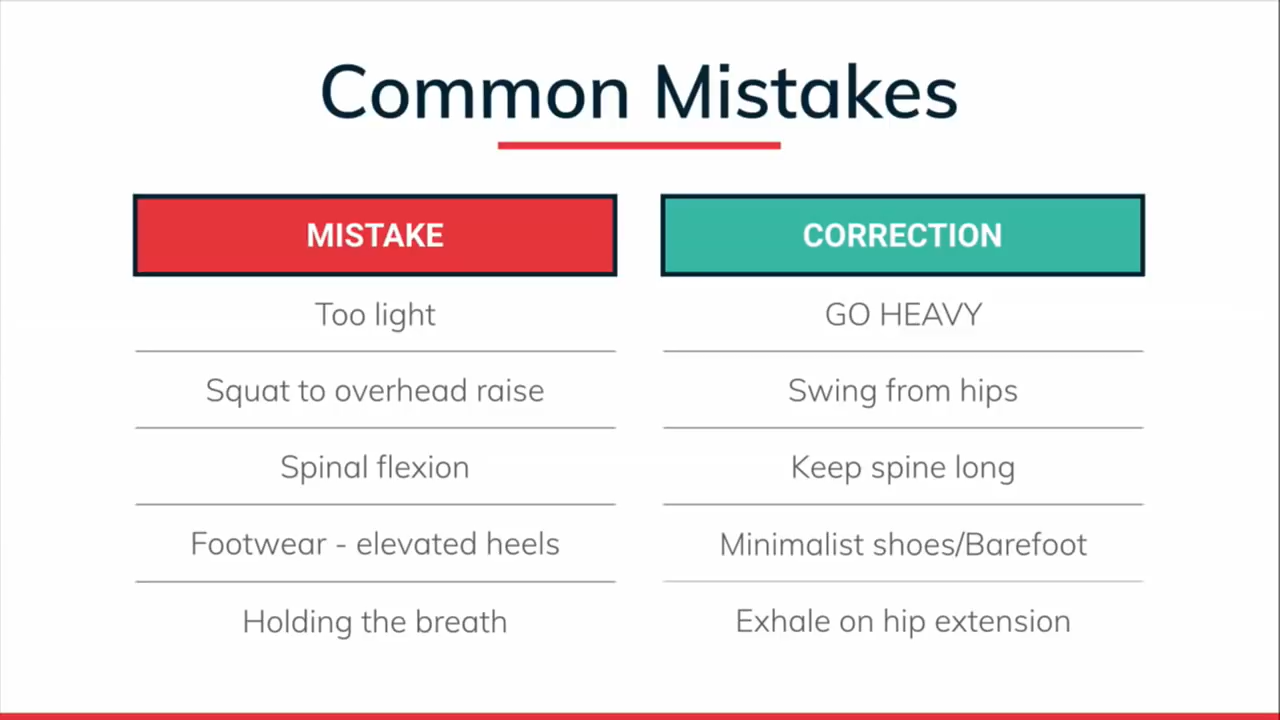 Common Mistakes
MISTAKE
CORRECTION
Too light
GO HEAVY
Squat to overhead raise
Swing from hips
Spinal flexion
Keep spine long
Footwear - elevated heels
Minimalist shoes/Barefoot
Holding the breath
Exhale on hip extension